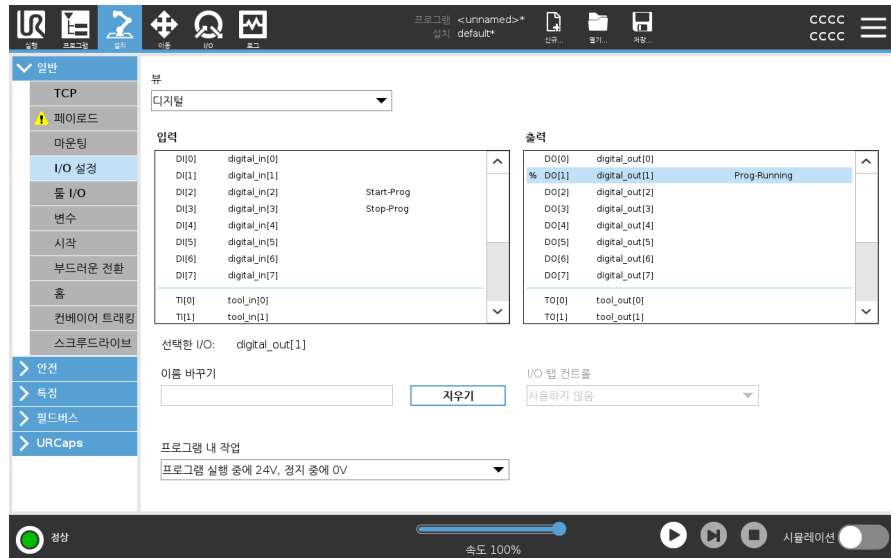 UR
프로그램 <unnamed>*
설치 default*
cccc
cccc
실행
프로그램
설치
이동
I/O
로그
신규...
열기...
저장...
일반
TCP
페이로드
마운팅
I/O 설정
툴 I/O
변수
시작
부드러운 전환
홈
컨베이어 트래킹
스크루드라이브
안전
특징
필드버스
URCaps
뷰
디지털
입력
DI[0] digital_in[0]
DI[1] digital_in[1]
DI[2] digital_in[2] Start-Prog
DI[3] digital_in[3] Stop-Prog
DI[4] digital_in[4]
DI[5] digital_in[5]
DI[6] digital_in[6]
DI[7] digital_in[7]
TI[0] tool_in[0]
TI[1] tool_in[1]
출력
DO[0] digital_out[0]
% DO[1] digital_out[1] Prog-Running
DO[2] digital_out[2]
DO[3] digital_out[3]
DO[4] digital_out[4]
DO[5] digital_out[5]
DO[6] digital_out[6]
DO[7] digital_out[7]
TO[0] tool_out[0]
TO[1] tool_out[1]
선택한 I/O: digital_out[1]
이름 바꾸기
지우기
I/O 탭 컨트롤
사용하지 않음
프로그램 내 작업
프로그램 실행 중에 24V, 정지 중에 0V
정상
속도 100%
시뮬레이션